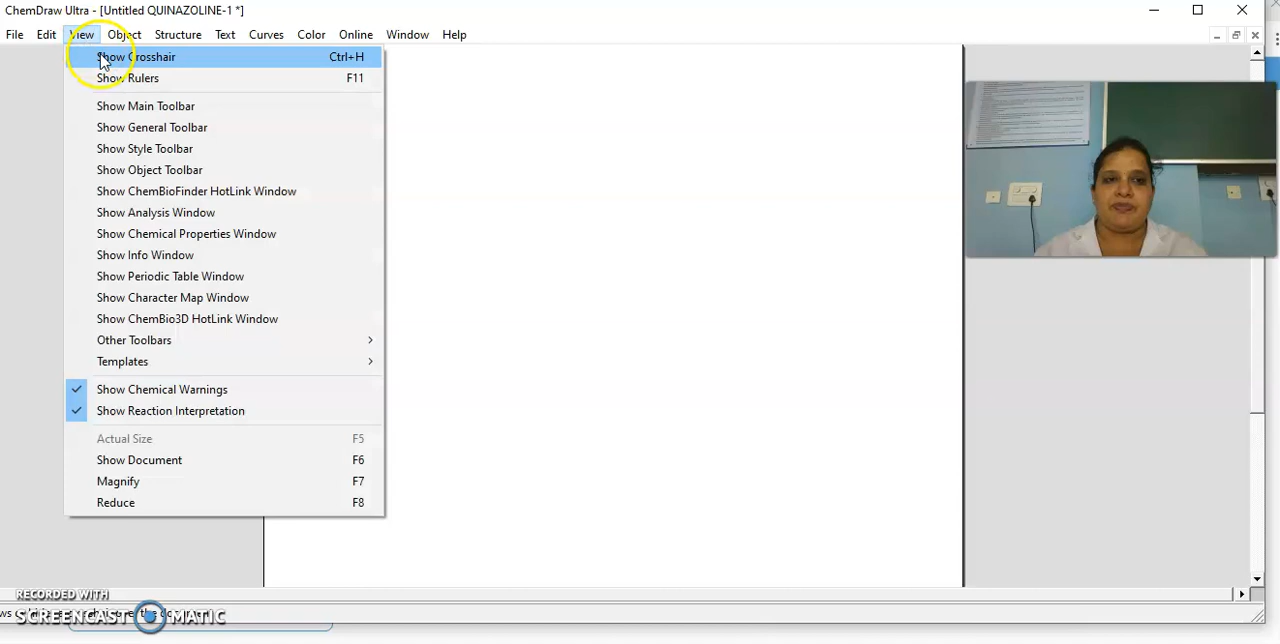 ChemDraw Ultra - [Untitled QUINAZOLINE-1 *]
File Edit View Object Structure Text Curves Color Online Window Help
Show Crosshair Ctrl+H
Show Rulers F11
Show Main Toolbar
Show General Toolbar
Show Style Toolbar
Show Object Toolbar
Show ChemBioFinder HotLink Window
Show Analysis Window
Show Chemical Properties Window
Show Info Window
Show Periodic Table Window
Show Character Map Window
Show ChemBio3D HotLink Window
Other Toolbars
Templates
Show Chemical Warnings
Show Reaction Interpretation
Actual Size F5
Show Document F6
Magnify F7
Reduce F8
RECORDED WITH
SCREENCAST MATIC